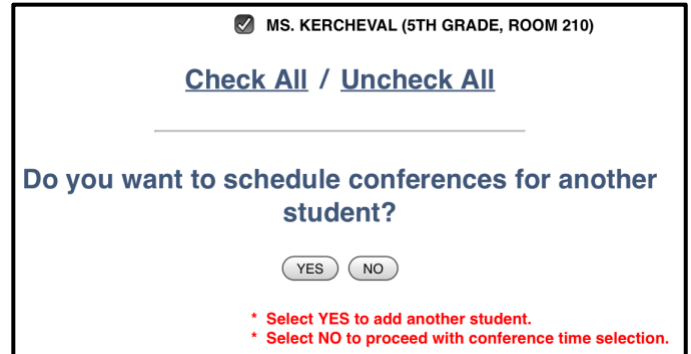 MS. KERCHEVAL (5TH GRADE, ROOM 210)
Check All / Uncheck All
Do you want to schedule conferences for another
student?
YES NO
* Select YES to add another student.
* Select NO to proceed with conference time selection.